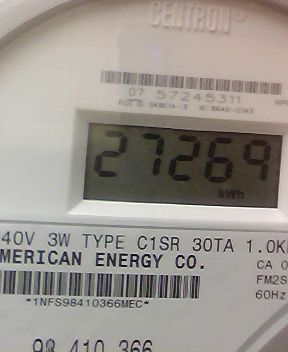 CENTRON
07 57245311
27269
kWh
40V 3W TYPE C1SR 30TA 1.0K
MERICAN ENERGY CO.
CA 0
FM2S
60Hz
*1NFS98410366MEC*
98 410 366